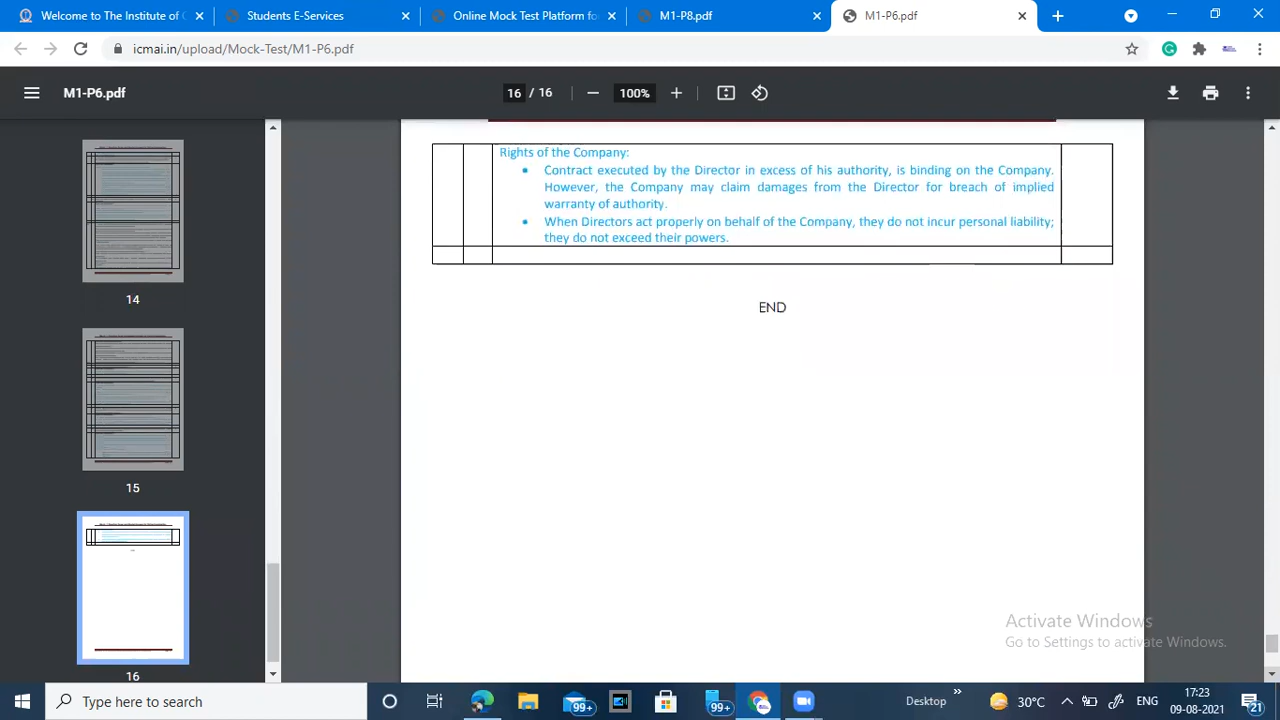 Welcome to The Institute of C
Students E-Services
Online Mock Test Platform fo
M1-P8.pdf
M1-P6.pdf
icmai.in/upload/Mock-Test/M1-P6.pdf
M1-P6.pdf
16 / 16
100%
Rights of the Company:
• Contract executed by the Director in excess of his authority, is binding on the Company.
However, the Company may claim damages from the Director for breach of implied
warranty of authority.
• When Directors act properly on behalf of the Company, they do not incur personal liability;
they do not exceed their powers.
END
14
15
16
Activate Windows
Go to Settings to activate Windows.
Type here to search
99+
99+
Desktop
30°C
ENG
17:23
09-08-2021
21